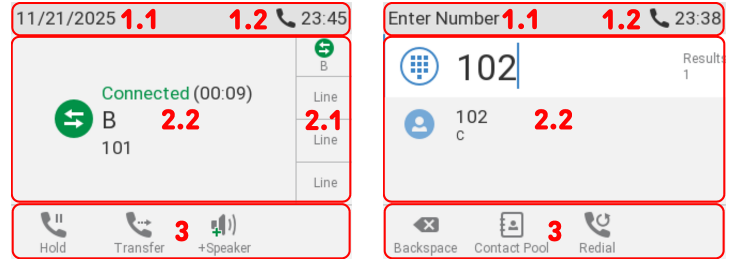 11/21/2025 1.1 1.2 23:45
B
Connected (00:09)
Line
B 2.2 2.1
101
Line
Line
3
Hold Transfer +Speaker
Enter Number 1.1 1.2 23:38
102
Results
1
102 2.2
C
3
Backspace Contact Pool Redial